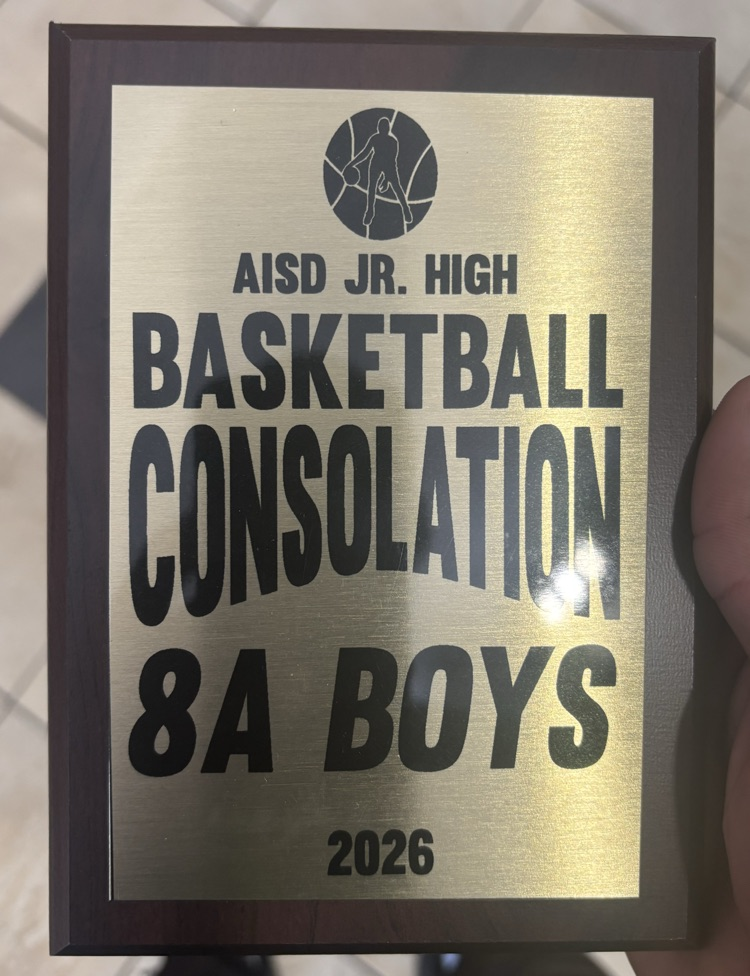 AISD JR. HIGH
BASKETBALL
CONSOLATION
8A BOYS
2026